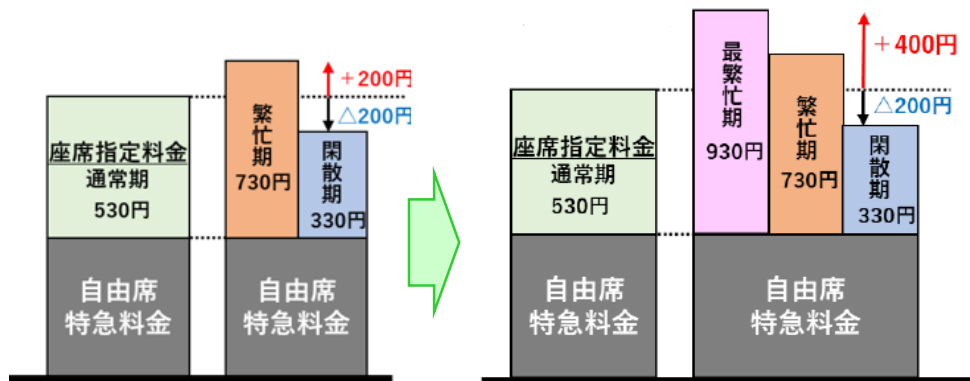 座席指定料金
通常期
530円
繁忙期
730円
閑散期
330円
+200円
△200円
自由席
特急料金
自由席
特急料金
座席指定料金
通常期
530円
最繁忙期
930円
繁忙期
730円
閑散期
330円
+400円
△200円
自由席
特急料金
自由席
特急料金